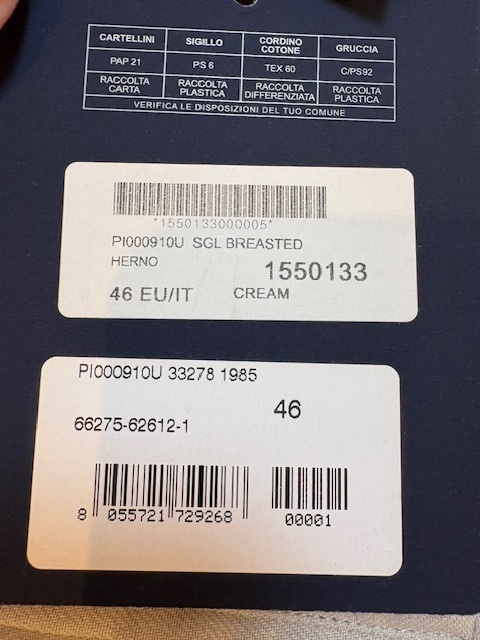 CARTELLINI SIGILLO CORDINO COTONE GRUCCIA
PAP 21 PS 6 TEX 60 C/PS92
RACCOLTA CARTA RACCOLTA PLASTICA RACCOLTA DIFFERENZIATA RACCOLTA PLASTICA
VERIFICA LE DISPOSIZIONI DEL TUO COMUNE
*1550133000005*
PI000910U SGL BREASTED
HERNO 1550133
46 EU/IT CREAM
PI000910U 33278 1985
46
66275-62612-1
8 055721 729268 00001